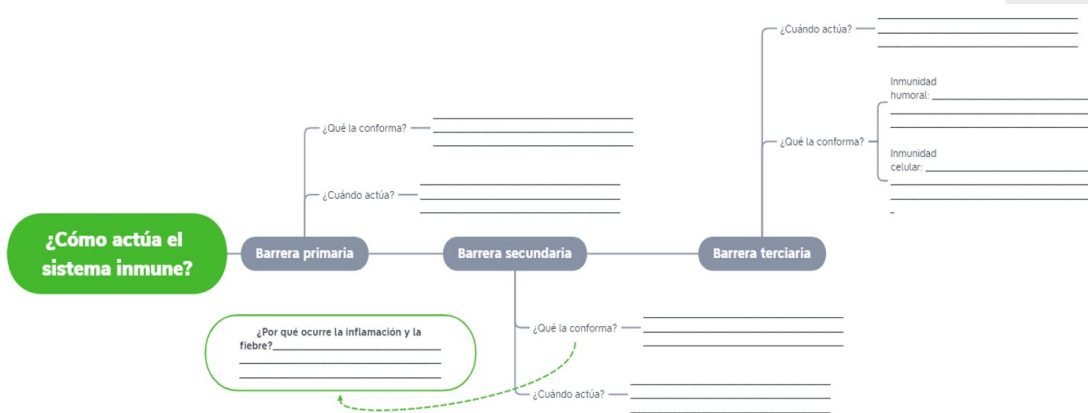 ¿Cuándo actúa?
Inmunidad
humoral:
¿Qué la conforma?
¿Qué la conforma?
Inmunidad
celular:
¿Cuándo actúa?
¿Cómo actúa el
sistema inmune?
Barrera primaria
Barrera secundaria
Barrera terciaria
¿Por qué ocurre la inflamación y la
fiebre?
¿Qué la conforma?
¿Cuándo actúa?